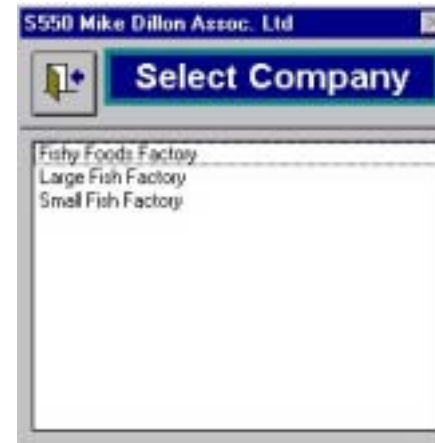 S550 Mike Dillon Assoc. Ltd
Select Company
Fishy Foods Factory
Large Fish Factory
Small Fish Factory